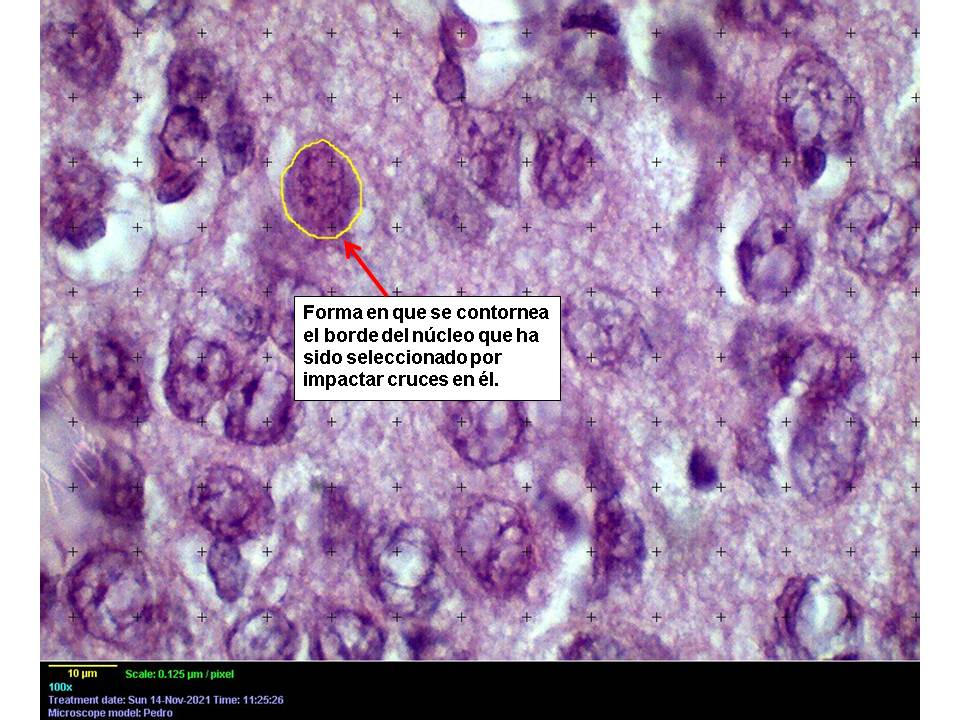 Forma en que se contornea
el borde del núcleo que ha
sido seleccionado por
impactar cruces en él.
10 µm Scale: 0.125 µm / pixel
100x
Treatment date: Sun 14-Nov-2021 Time: 11:25:26
Microscope model: Pedro